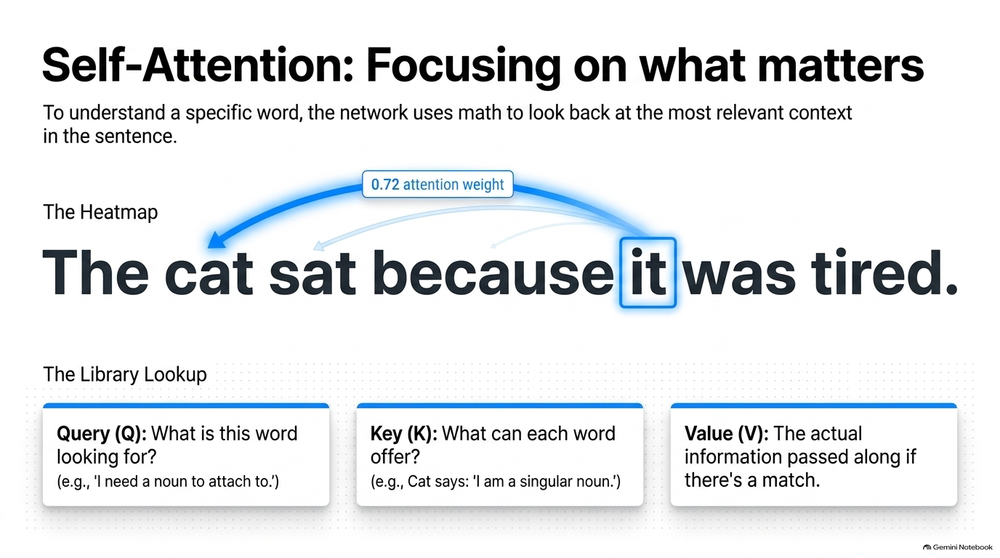 Self-Attention: Focusing on what matters
To understand a specific word, the network uses math to look back at the most relevant context
in the sentence.
0.72 attention weight
The Heatmap
The cat sat because it was tired.
The Library Lookup
Query (Q): What is this word
looking for?
(e.g., 'I need a noun to attach to.')
Key (K): What can each word
offer?
(e.g., Cat says: 'I am a singular noun.')
Value (V): The actual
information passed along if
there's a match.
Gemini Notebook